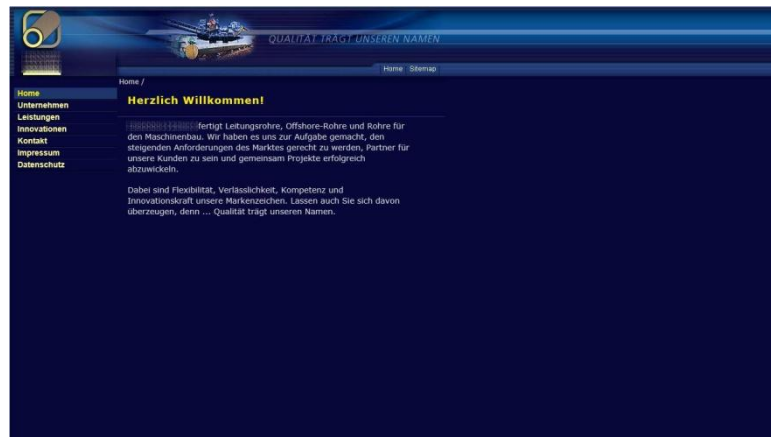 QUALITÄT TRÄGT UNSEREN NAMEN
Home Sitemap
Home /
Home
Unternehmen
Leistungen
Innovationen
Kontakt
Impressum
Datenschutz
Herzlich Willkommen!
fertigt Leitungsrohre, Offshore-Rohre und Rohre für
den Maschinenbau. Wir haben es uns zur Aufgabe gemacht, den
steigenden Anforderungen des Marktes gerecht zu werden, Partner für
unsere Kunden zu sein und gemeinsam Projekte erfolgreich
abzuwickeln.
Dabei sind Flexibilität, Verlässlichkeit, Kompetenz und
Innovationskraft unsere Markenzeichen. Lassen auch Sie sich davon
überzeugen, denn ... Qualität trägt unseren Namen.